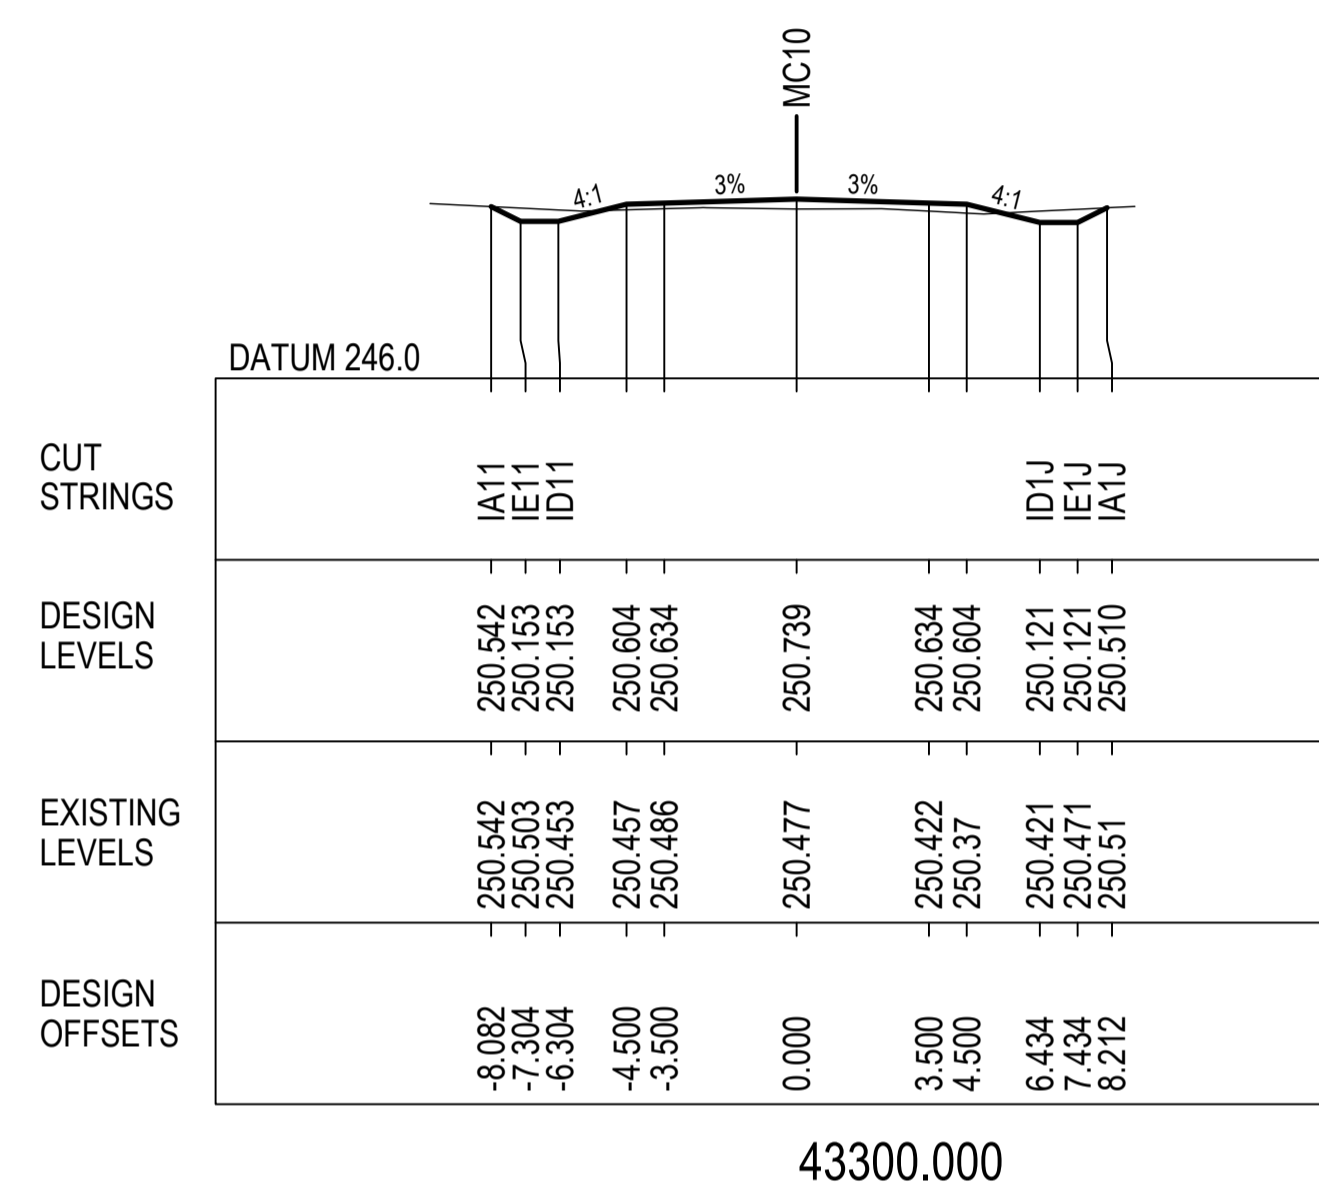 MC10
4:1
3%
3%
4:1
DATUM 246.0
CUT
STRINGS
IA11
IE11
ID11
ID1J
IE1J
IA1J
DESIGN
LEVELS
250.542
250.153
250.153
250.604
250.634
250.739
250.634
250.604
250.121
250.121
250.510
EXISTING
LEVELS
250.542
250.503
250.453
250.457
250.486
250.477
250.422
250.37
250.421
250.471
250.51
DESIGN
OFFSETS
-8.082
-7.304
-6.304
-4.500
-3.500
0.000
3.500
4.500
6.434
7.434
8.212
43300.000